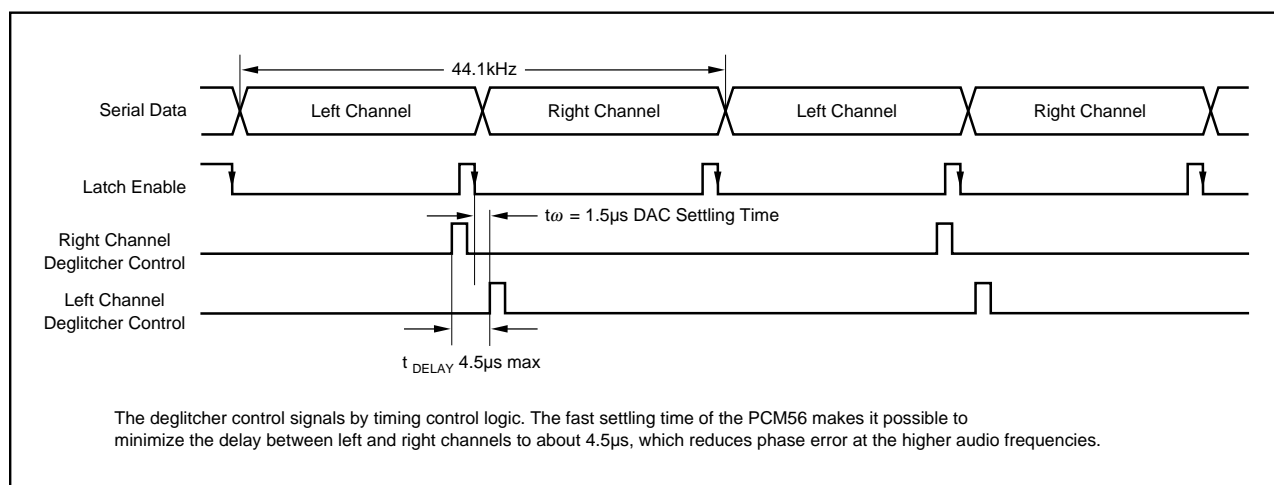 44.1kHz
Serial Data
Left Channel
Right Channel
Left Channel
Right Channel
Latch Enable
tω = 1.5µs DAC Settling Time
Right Channel
Deglitcher Control
Left Channel
Deglitcher Control
t DELAY 4.5µs max
The deglitcher control signals by timing control logic. The fast settling time of the PCM56 makes it possible to
minimize the delay between left and right channels to about 4.5µs, which reduces phase error at the higher audio frequencies.